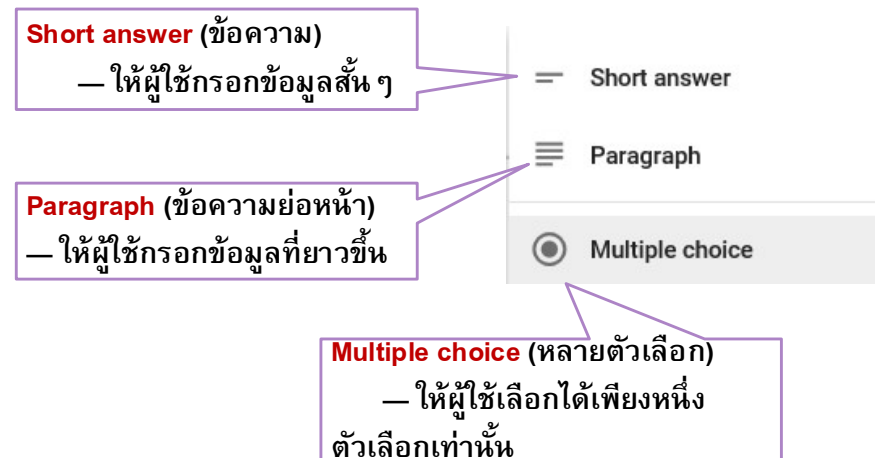 Short answer (ข้อความ)
— ให้ผู้ใช้กรอกข้อมูลสั้น ๆ
Short answer
Paragraph
Paragraph (ข้อความย่อหน้า)
— ให้ผู้ใช้กรอกข้อมูลที่ยาวขึ้น
Multiple choice
Multiple choice (หลายตัวเลือก)
— ให้ผู้ใช้เลือกได้เพียงหนึ่ง
ตัวเลือกเท่านั้น